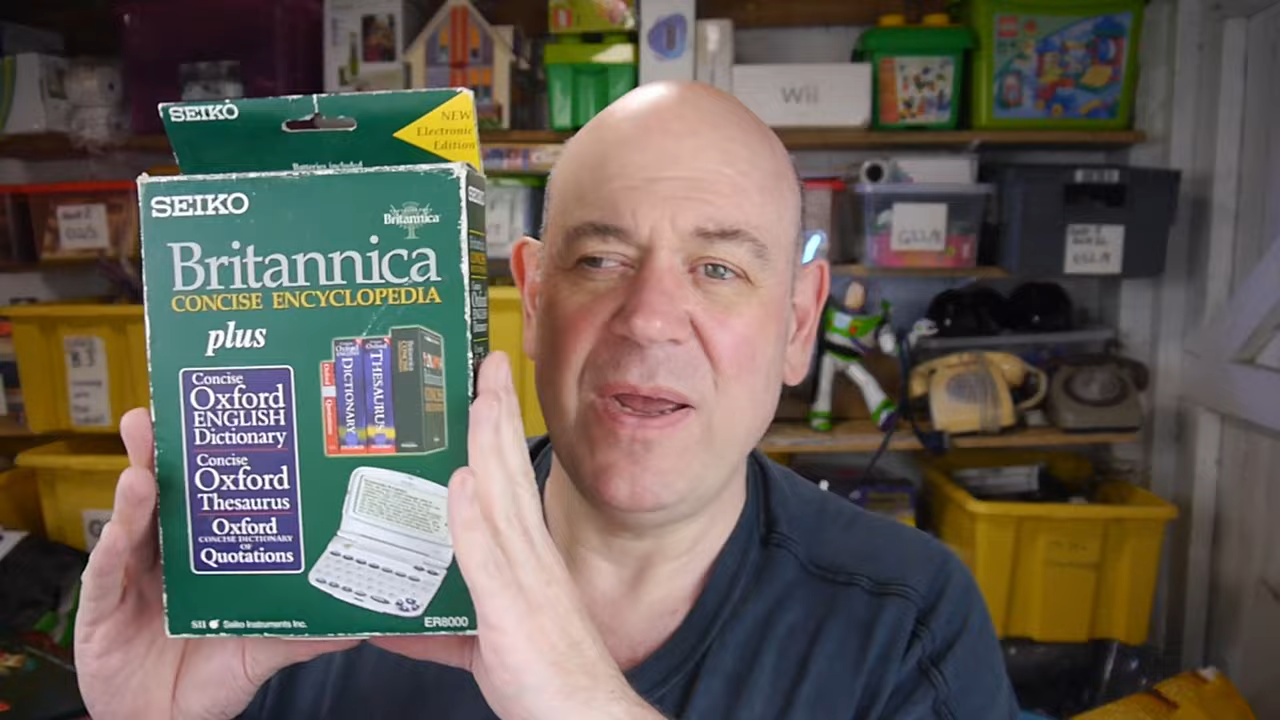 SEIKO
NEW
Electronic
Edition
Batteries included
SEIKO
Britannica
Britannica
CONCISE ENCYCLOPEDIA
plus
Concise
Oxford
ENGLISH
Dictionary
Concise
Oxford
Thesaurus
Oxford
CONCISE DICTIONARY
OF
Quotations
Oxford
DICTIONARY
THESAURUS
SII Seiko Instruments Inc.
ER8000
Wii